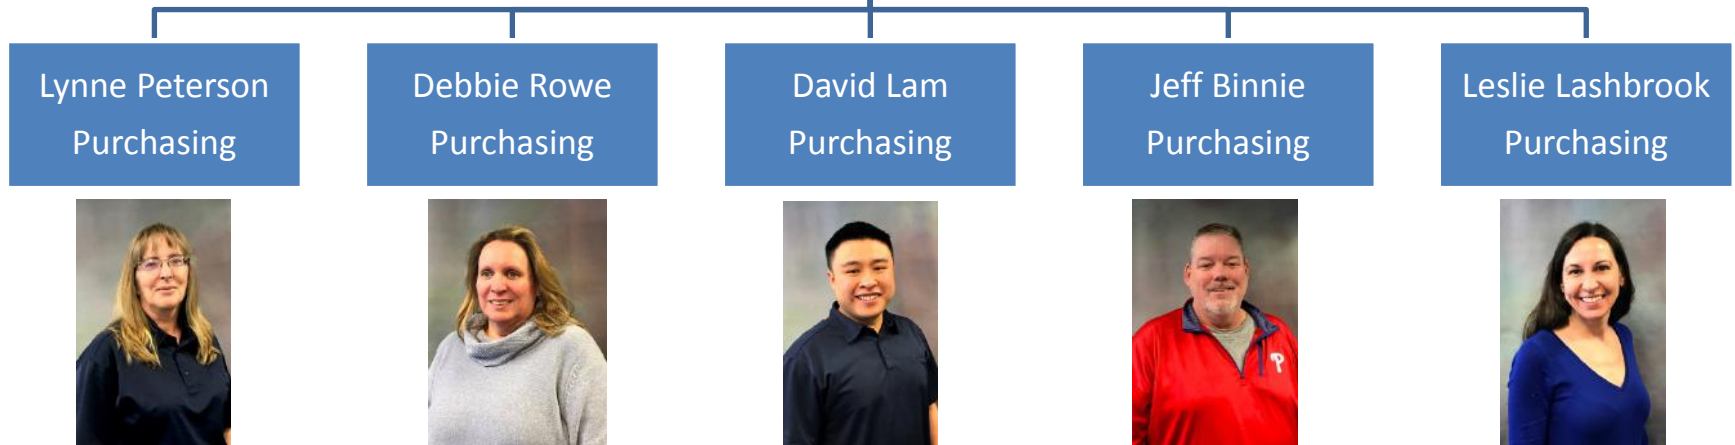 Lynne Peterson
Purchasing
Debbie Rowe
Purchasing
David Lam
Purchasing
Jeff Binnie
Purchasing
Leslie Lashbrook
Purchasing
P